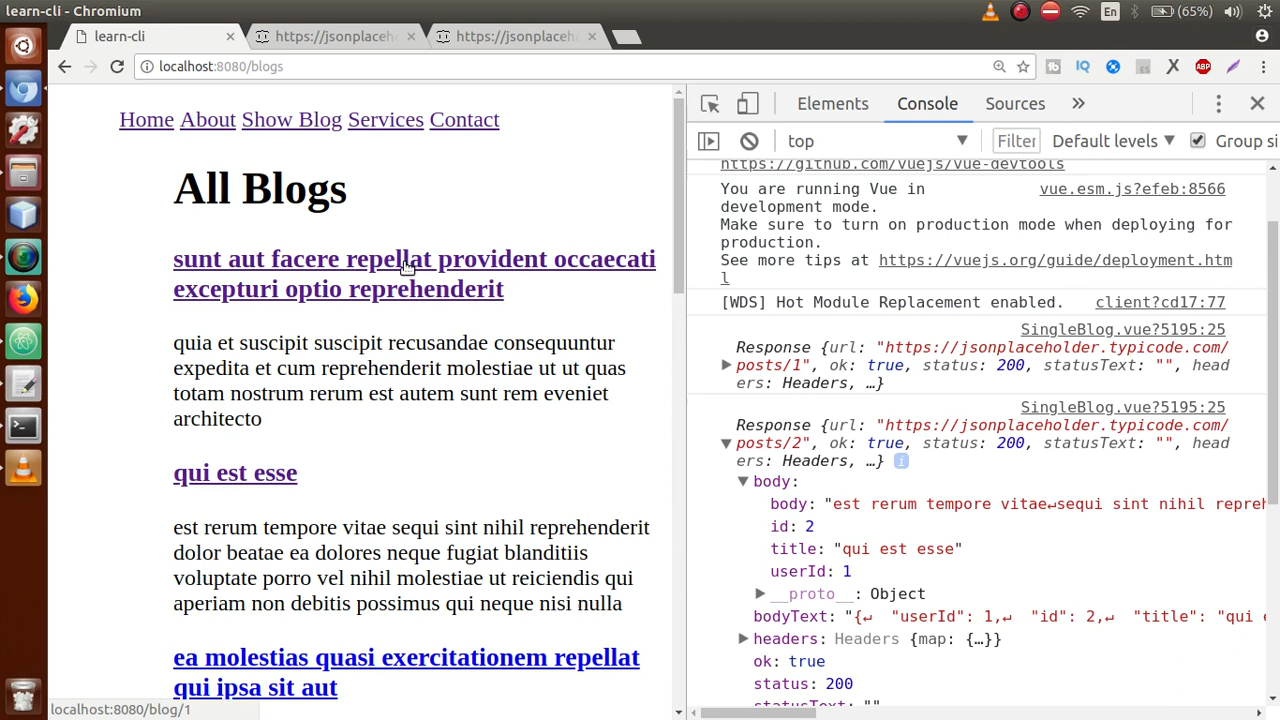 learn-cli - Chromium
En
(65%)
learn-cli
https://jsonplaceh
https://jsonplaceh
localhost:8080/blogs
Home About Show Blog Services Contact
All Blogs
sunt aut facere repellat provident occaecati
excepturi optio reprehenderit
quia et suscipit suscipit recusandae consequuntur
expedita et cum reprehenderit molestiae ut ut quas
totam nostrum rerum est autem sunt rem eveniet
architecto
qui est esse
est rerum tempore vitae sequi sint nihil reprehenderit
dolor beatae ea dolores neque fugiat blanditiis
voluptate porro vel nihil molestiae ut reiciendis qui
aperiam non debitis possimus qui neque nisi nulla
ea molestias quasi exercitationem repellat
qui ipsa sit aut
localhost:8080/blog/1
Elements Console Sources
top Filter Default levels Group si
https://github.com/vuejs/vue-devtools
You are running Vue in vue.esm.js?efeb:8566
development mode.
Make sure to turn on production mode when deploying for
production.
See more tips at https://vuejs.org/guide/deployment.htm
l
[WDS] Hot Module Replacement enabled. client?cd17:77
SingleBlog.vue?5195:25
Response {url: "https://jsonplaceholder.typicode.com/
posts/1", ok: true, status: 200, statusText: "", head
ers: Headers, …}
SingleBlog.vue?5195:25
Response {url: "https://jsonplaceholder.typicode.com/
posts/2", ok: true, status: 200, statusText: "", head
ers: Headers, …} i
body:
body: "est rerum tempore vitae↵sequi sint nihil repreh
id: 2
title: "qui est esse"
userId: 1
__proto__: Object
bodyText: "{↵  "userId": 1,↵  "id": 2,↵  "title": "qui e
headers: Headers {map: {…}}
ok: true
status: 200
statusText: ""